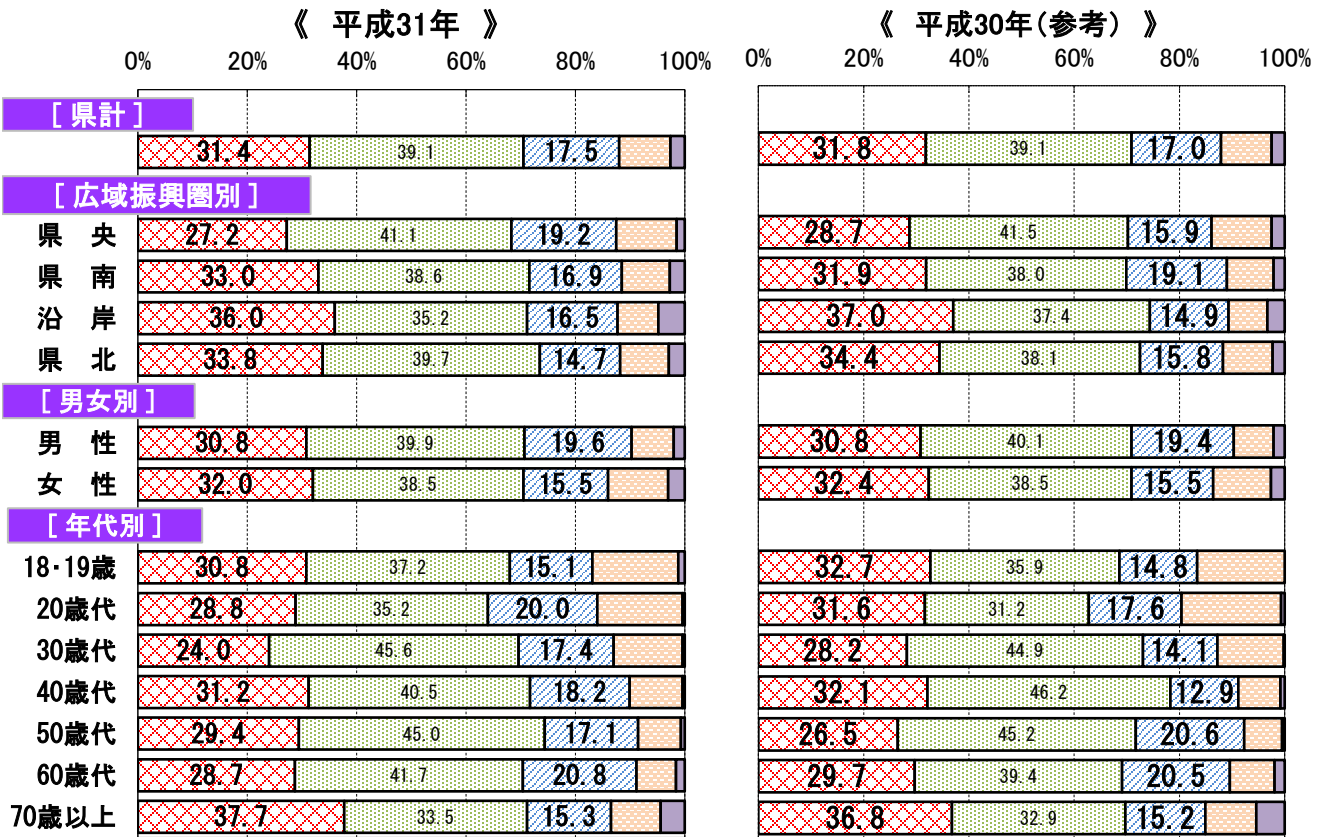 《 平成31年 》 《 平成30年(参考) 》
0% 20% 40% 60% 80% 100% 0% 20% 40% 60% 80% 100%
[ 県計 ]
31.4 39.1 17.5 31.8 39.1 17.0
[ 広域振興圏別 ]
県 央 27.2 41.1 19.2 28.7 41.5 15.9
県 南 33.0 38.6 16.9 31.9 38.0 19.1
沿 岸 36.0 35.2 16.5 37.0 37.4 14.9
県 北 33.8 39.7 14.7 34.4 38.1 15.8
[ 男女別 ]
男 性 30.8 39.9 19.6 30.8 40.1 19.4
女 性 32.0 38.5 15.5 32.4 38.5 15.5
[ 年代別 ]
18・19歳 30.8 37.2 15.1 32.7 35.9 14.8
20歳代 28.8 35.2 20.0 31.6 31.2 17.6
30歳代 24.0 45.6 17.4 28.2 44.9 14.1
40歳代 31.2 40.5 18.2 32.1 46.2 12.9
50歳代 29.4 45.0 17.1 26.5 45.2 20.6
60歳代 28.7 41.7 20.8 29.7 39.4 20.5
70歳以上 37.7 33.5 15.3 36.8 32.9 15.2